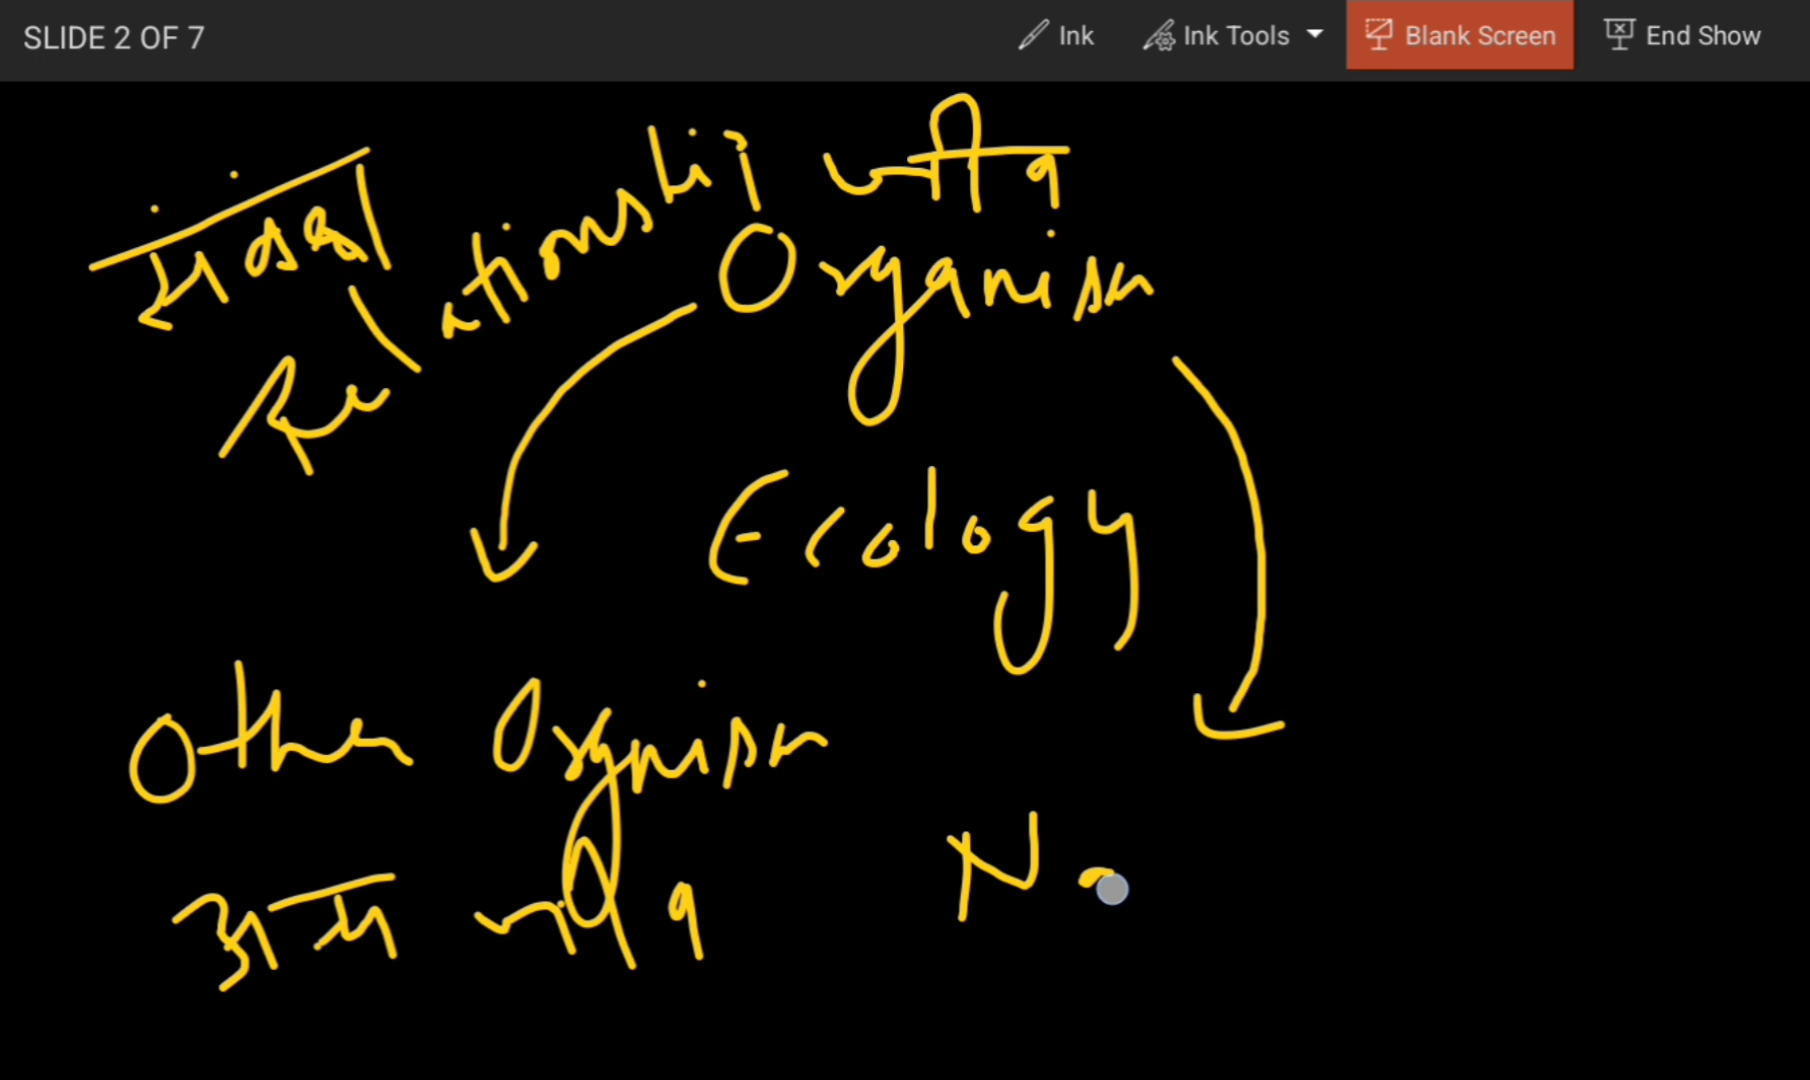 SLIDE 2 OF 7
Ink
Ink Tools
Blank Screen
End Show
संबंध
Relationship
जीव
Organism
Ecology
Other Organism
अन्य जीव
N